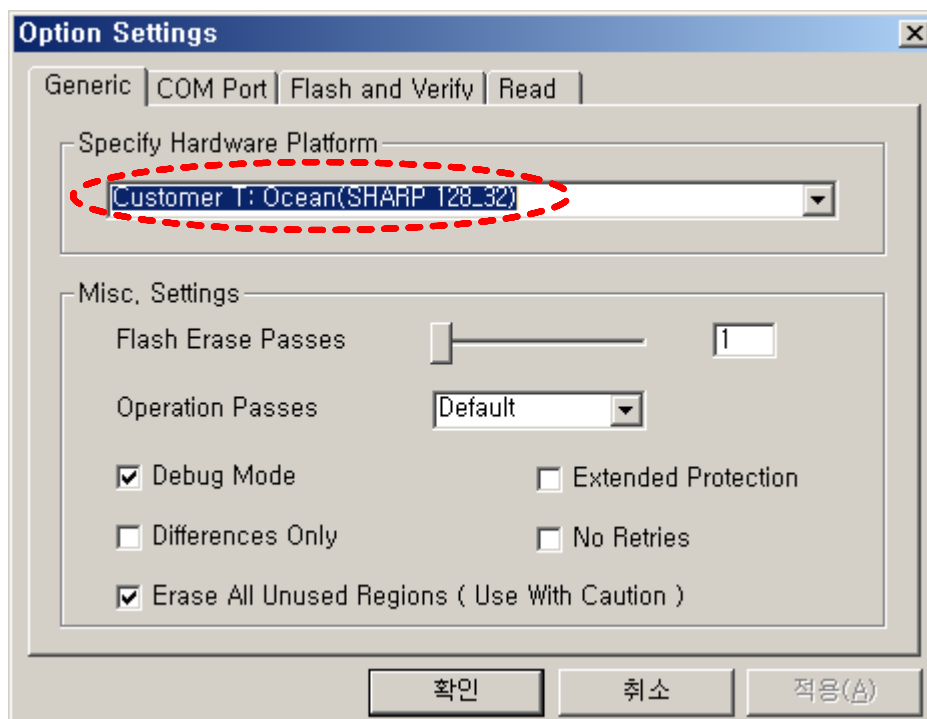 Option Settings
Generic COM Port Flash and Verify Read
Specify Hardware Platform
Customer T: Ocean(SHARP 128_32)
Misc, Settings
Flash Erase Passes 1
Operation Passes Default
Debug Mode Extended Protection
Differences Only No Retries
Erase All Unused Regions ( Use With Caution )
확인 취소 적용(A)